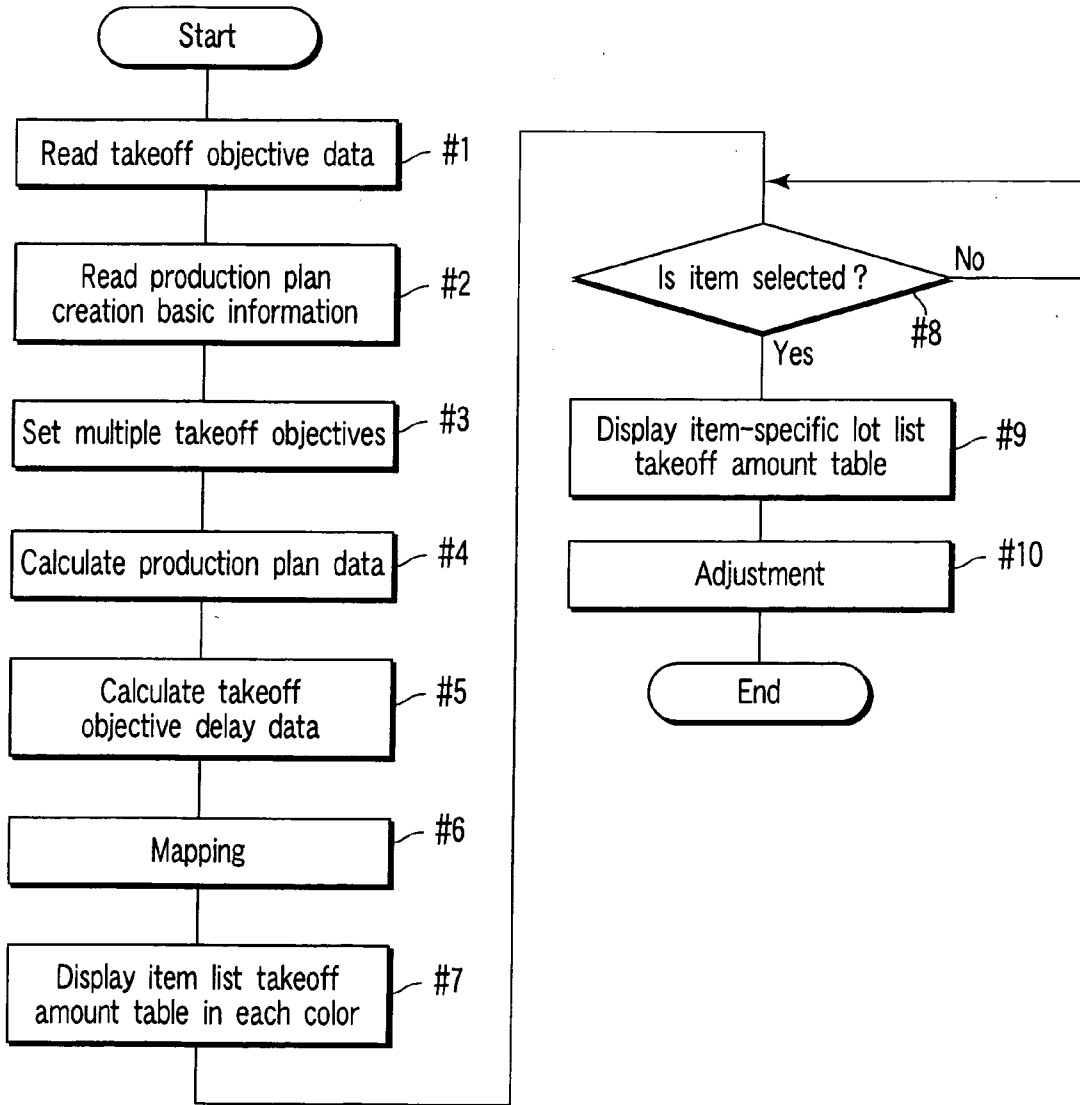 Start
Read takeoff objective data
#1
Read production plan
creation basic information
#2
Set multiple takeoff objectives
#3
Calculate production plan data
#4
Calculate takeoff
objective delay data
#5
Mapping
#6
Display item list takeoff
amount table in each color
#7
Is item selected ?
No
#8
Yes
Display item-specific lot list
takeoff amount table
#9
Adjustment
#10
End